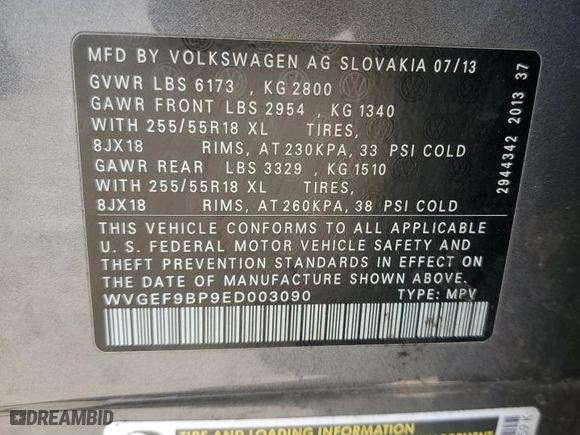 MFD BY VOLKSWAGEN AG SLOVAKIA 07/13
GVWR LBS 6173 , KG 2800
GAWR FRONT LBS 2954 , KG 1340
WITH 255/55R18 XL TIRES,
8JX18 RIMS, AT 230KPA, 33 PSI COLD
GAWR REAR LBS 3329 , KG 1510
WITH 255/55R18 XL TIRES,
8JX18 RIMS, AT 260KPA, 38 PSI COLD
THIS VEHICLE CONFORMS TO ALL APPLICABLE
U. S. FEDERAL MOTOR VEHICLE SAFETY AND
THEFT PREVENTION STANDARDS IN EFFECT ON
THE DATE OF MANUFACTURE SHOWN ABOVE.
WVGEF9BP9ED003090 TYPE: MPV
2944342 2013 37
TIRE AND LOADING INFORMATION
DREAMBID